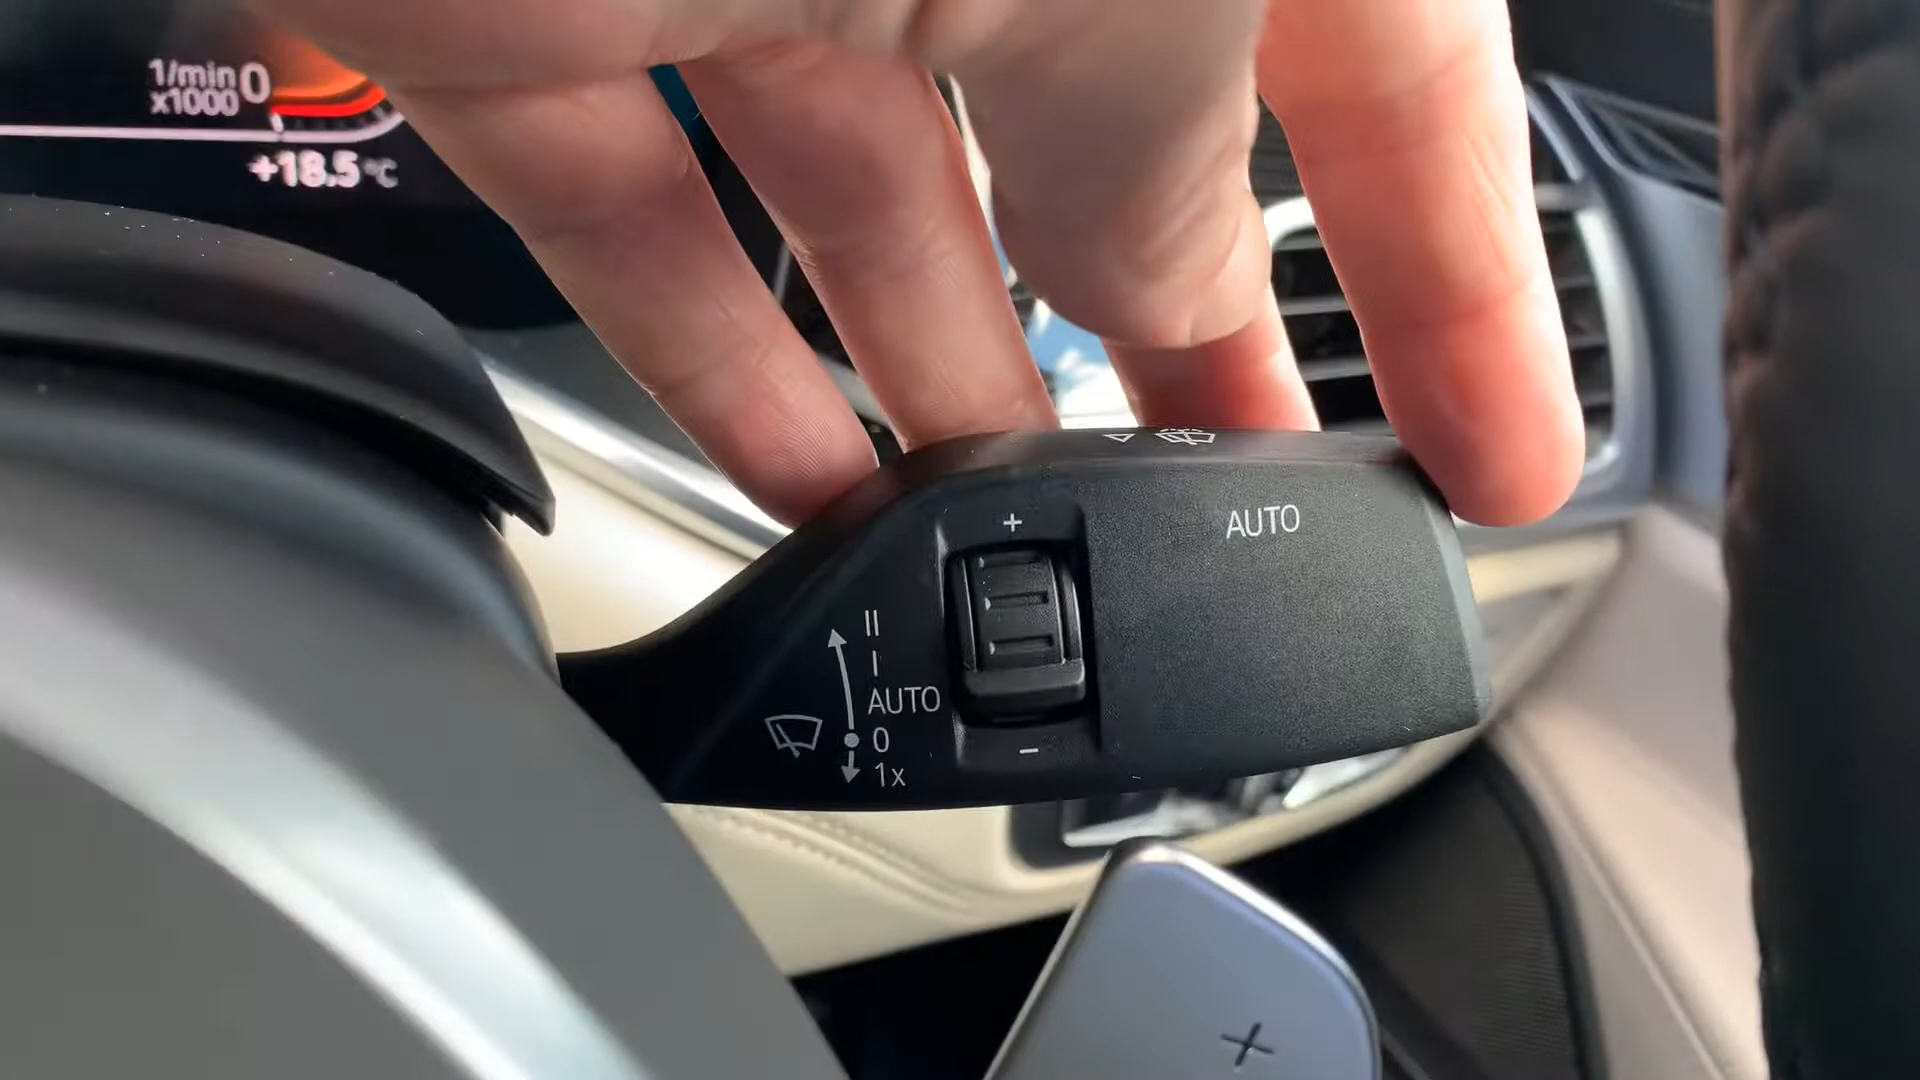 1/min 0
x1000
+18.5 °C
+
AUTO
II
I
AUTO
0
1x
−
+